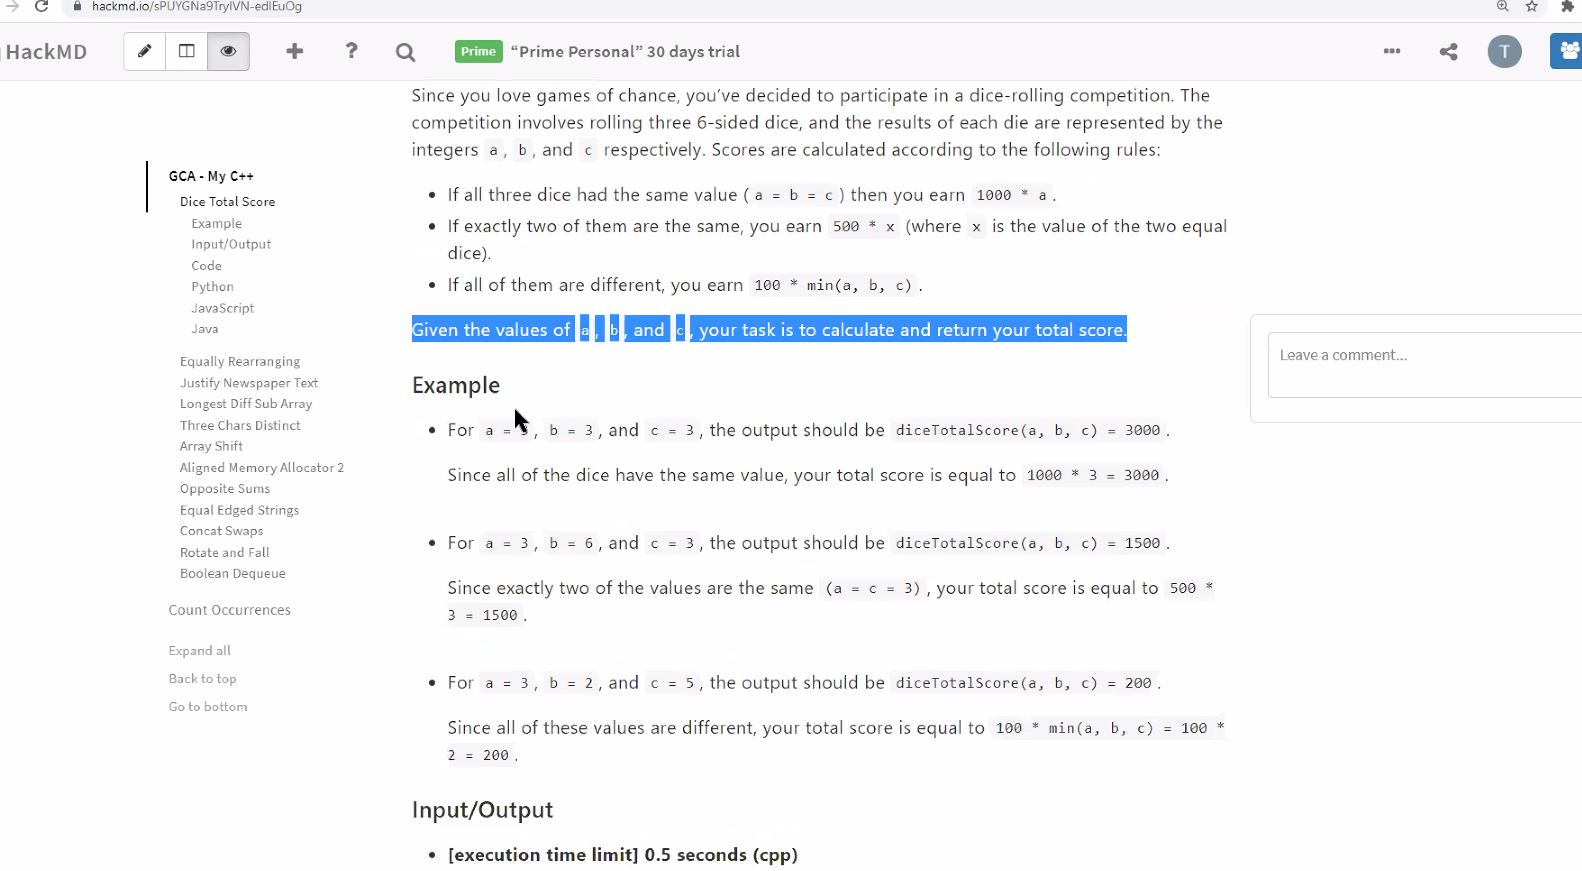 hackmd.io/sPUYGNa9TryIVN-edIEuOg
HackMD
Prime "Prime Personal" 30 days trial
T
GCA - My C++
Dice Total Score
Example
Input/Output
Code
Python
JavaScript
Java
Equally Rearranging
Justify Newspaper Text
Longest Diff Sub Array
Three Chars Distinct
Array Shift
Aligned Memory Allocator 2
Opposite Sums
Equal Edged Strings
Concat Swaps
Rotate and Fall
Boolean Dequeue
Count Occurrences
Expand all
Back to top
Go to bottom
Since you love games of chance, you've decided to participate in a dice-rolling competition. The
competition involves rolling three 6-sided dice, and the results of each die are represented by the
integers a, b, and c respectively. Scores are calculated according to the following rules:
• If all three dice had the same value (a = b = c) then you earn 1000 * a.
• If exactly two of them are the same, you earn 500 * x (where x is the value of the two equal
dice).
• If all of them are different, you earn 100 * min(a, b, c).
Given the values of a, b, and c, your task is to calculate and return your total score.
Example
• For a = , b = 3, and c = 3, the output should be diceTotalScore(a, b, c) = 3000.
Since all of the dice have the same value, your total score is equal to 1000 * 3 = 3000.
• For a = 3, b = 6, and c = 3, the output should be diceTotalScore(a, b, c) = 1500.
Since exactly two of the values are the same (a = c = 3), your total score is equal to 500 *
3 = 1500.
• For a = 3, b = 2, and c = 5, the output should be diceTotalScore(a, b, c) = 200.
Since all of these values are different, your total score is equal to 100 * min(a, b, c) = 100 *
2 = 200.
Input/Output
• [execution time limit] 0.5 seconds (cpp)
Leave a comment...